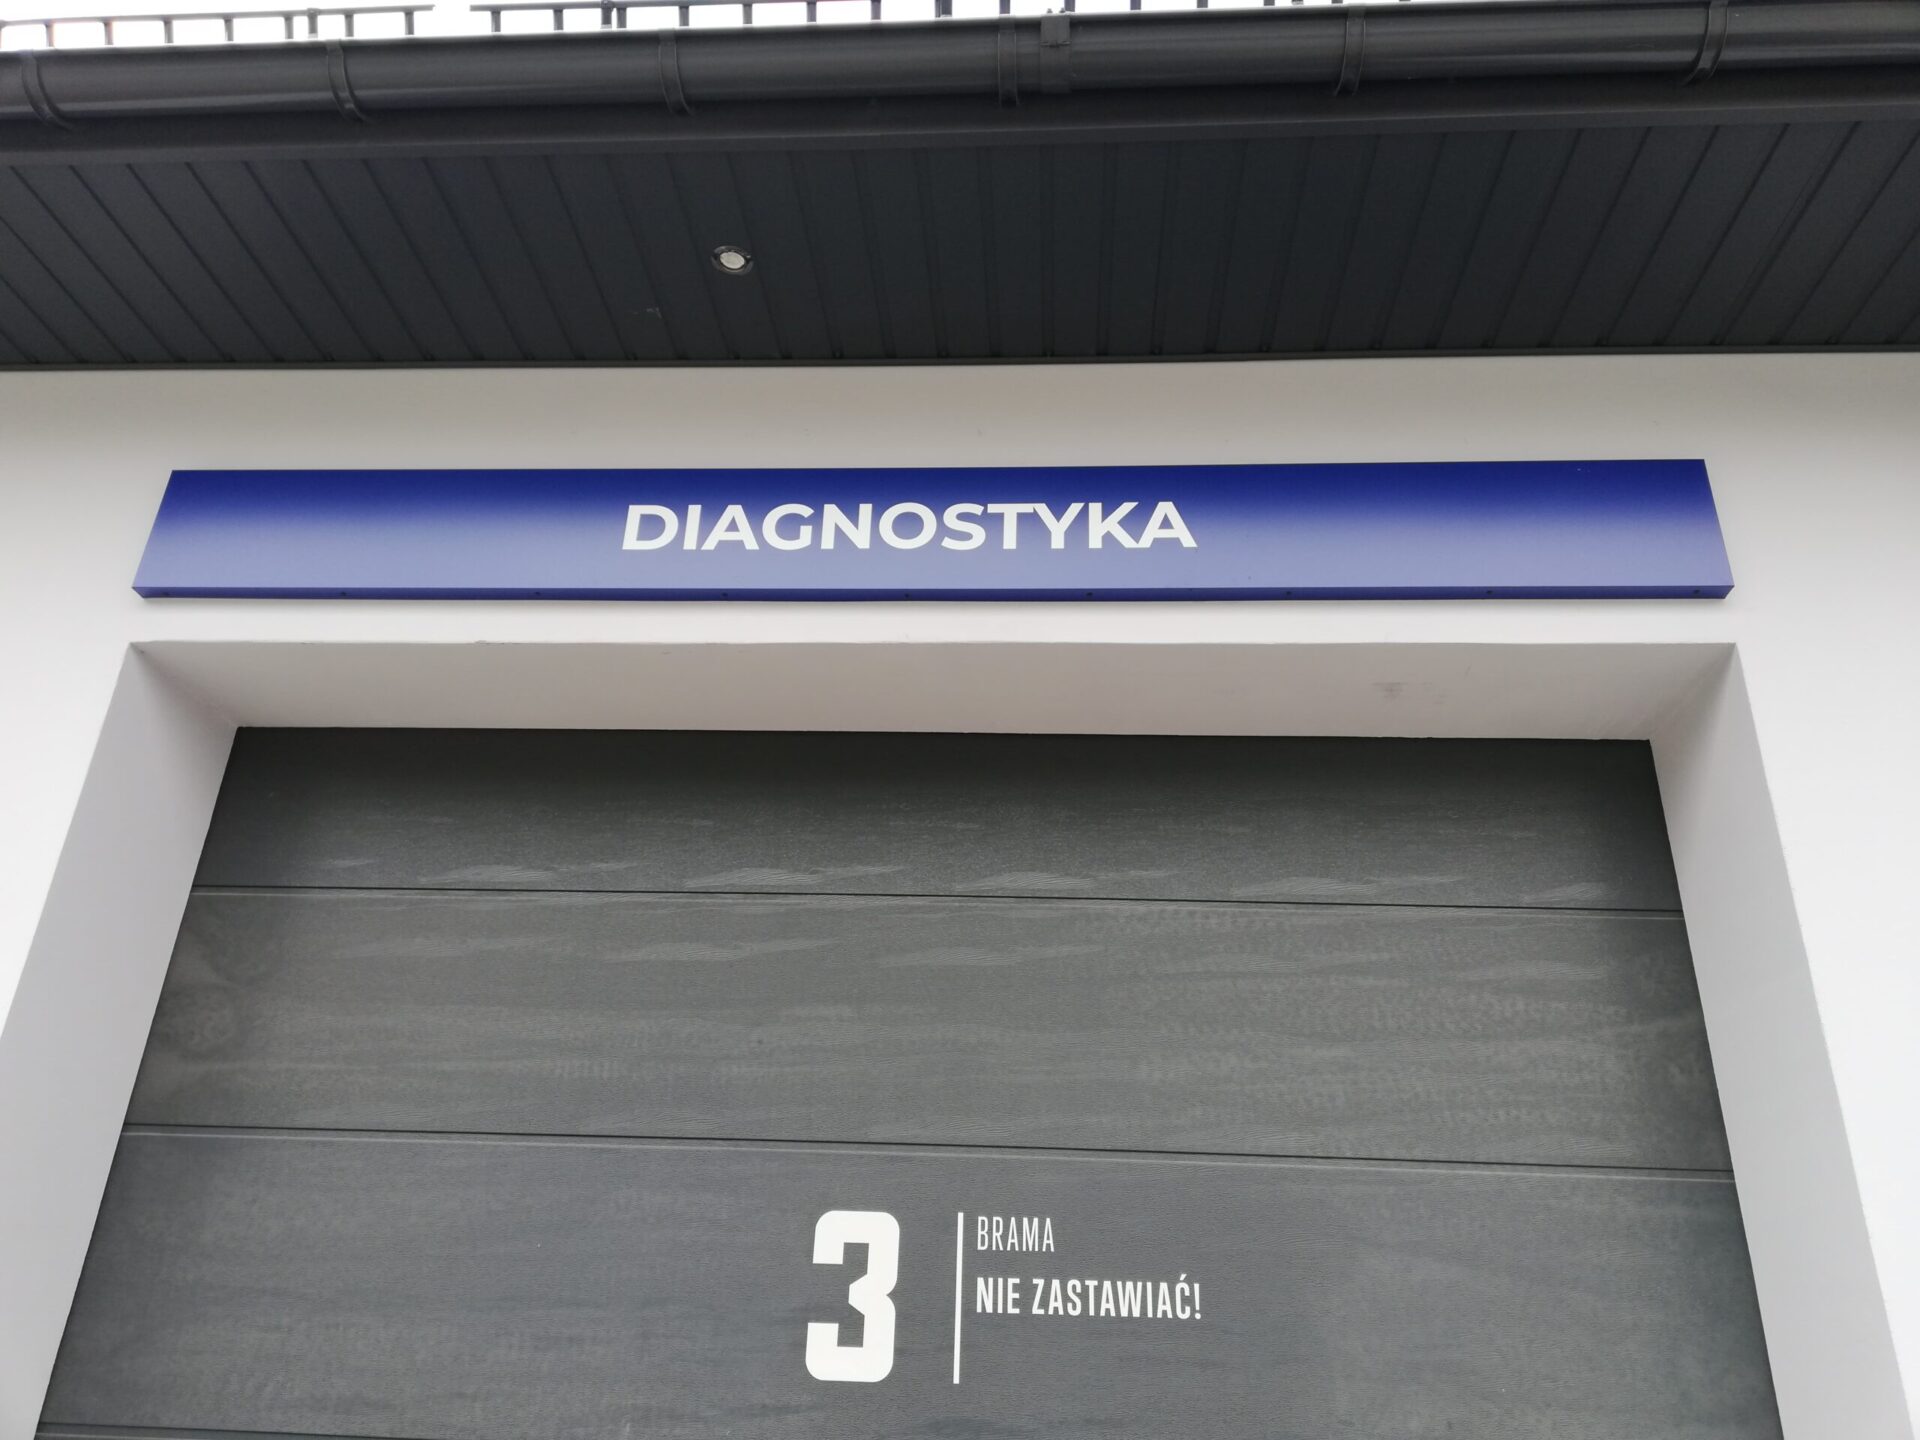 DIAGNOSTYKA
3
BRAMA
NIE ZASTAWIAĆ!